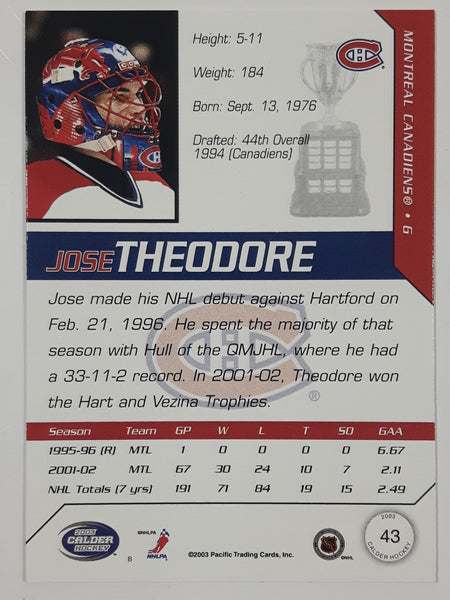 Height: 5-11
Weight: 184
Born: Sept. 13, 1976
Drafted: 44th Overall
1994 (Canadiens)
MONTREAL CANADIENS® • G
JOSE THEODORE
Jose made his NHL debut against Hartford on
Feb. 21, 1996. He spent the majority of that
season with Hull of the QMJHL, where he had
a 33-11-2 record. In 2001-02, Theodore won
the Hart and Vezina Trophies.
®
Season Team GP W L T SO GAA
1995-96 (R) MTL 1 0 0 0 0 6.67
2001-02 MTL 67 30 24 10 7 2.11
NHL Totals (7 yrs) 191 71 84 19 15 2.49
2003
CALDER
HOCKEY
B
©NHLPA
NHLPA
©2003 Pacific Trading Cards, Inc.
NHL
©NHL
2003
43
CALDER HOCKEY